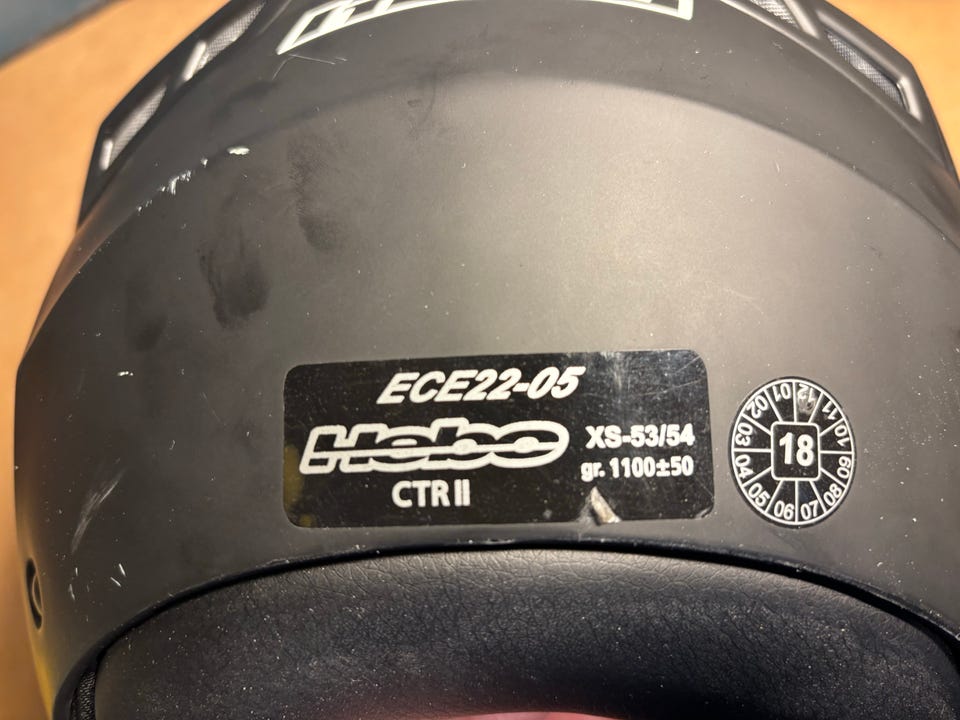 ECE22-05
Hebo
XS-53/54
gr. 1100±50
CTR II
18
01 02 03 04 05 06 07 08 09 10 11 12